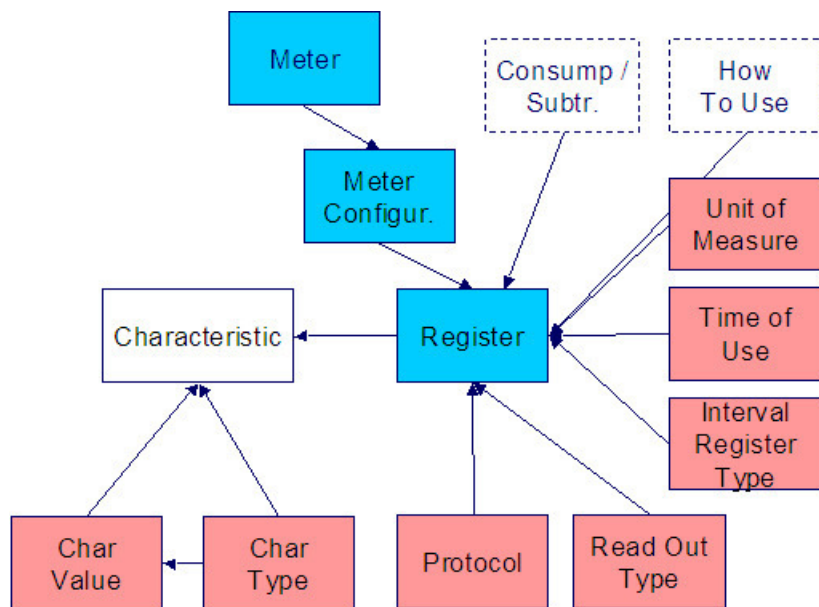 Meter
Consump /
Subtr.
How
To Use
Meter
Configur.
Unit of
Measure
Characteristic
Register
Time of
Use
Interval
Register
Type
Char
Value
Char
Type
Protocol
Read Out
Type